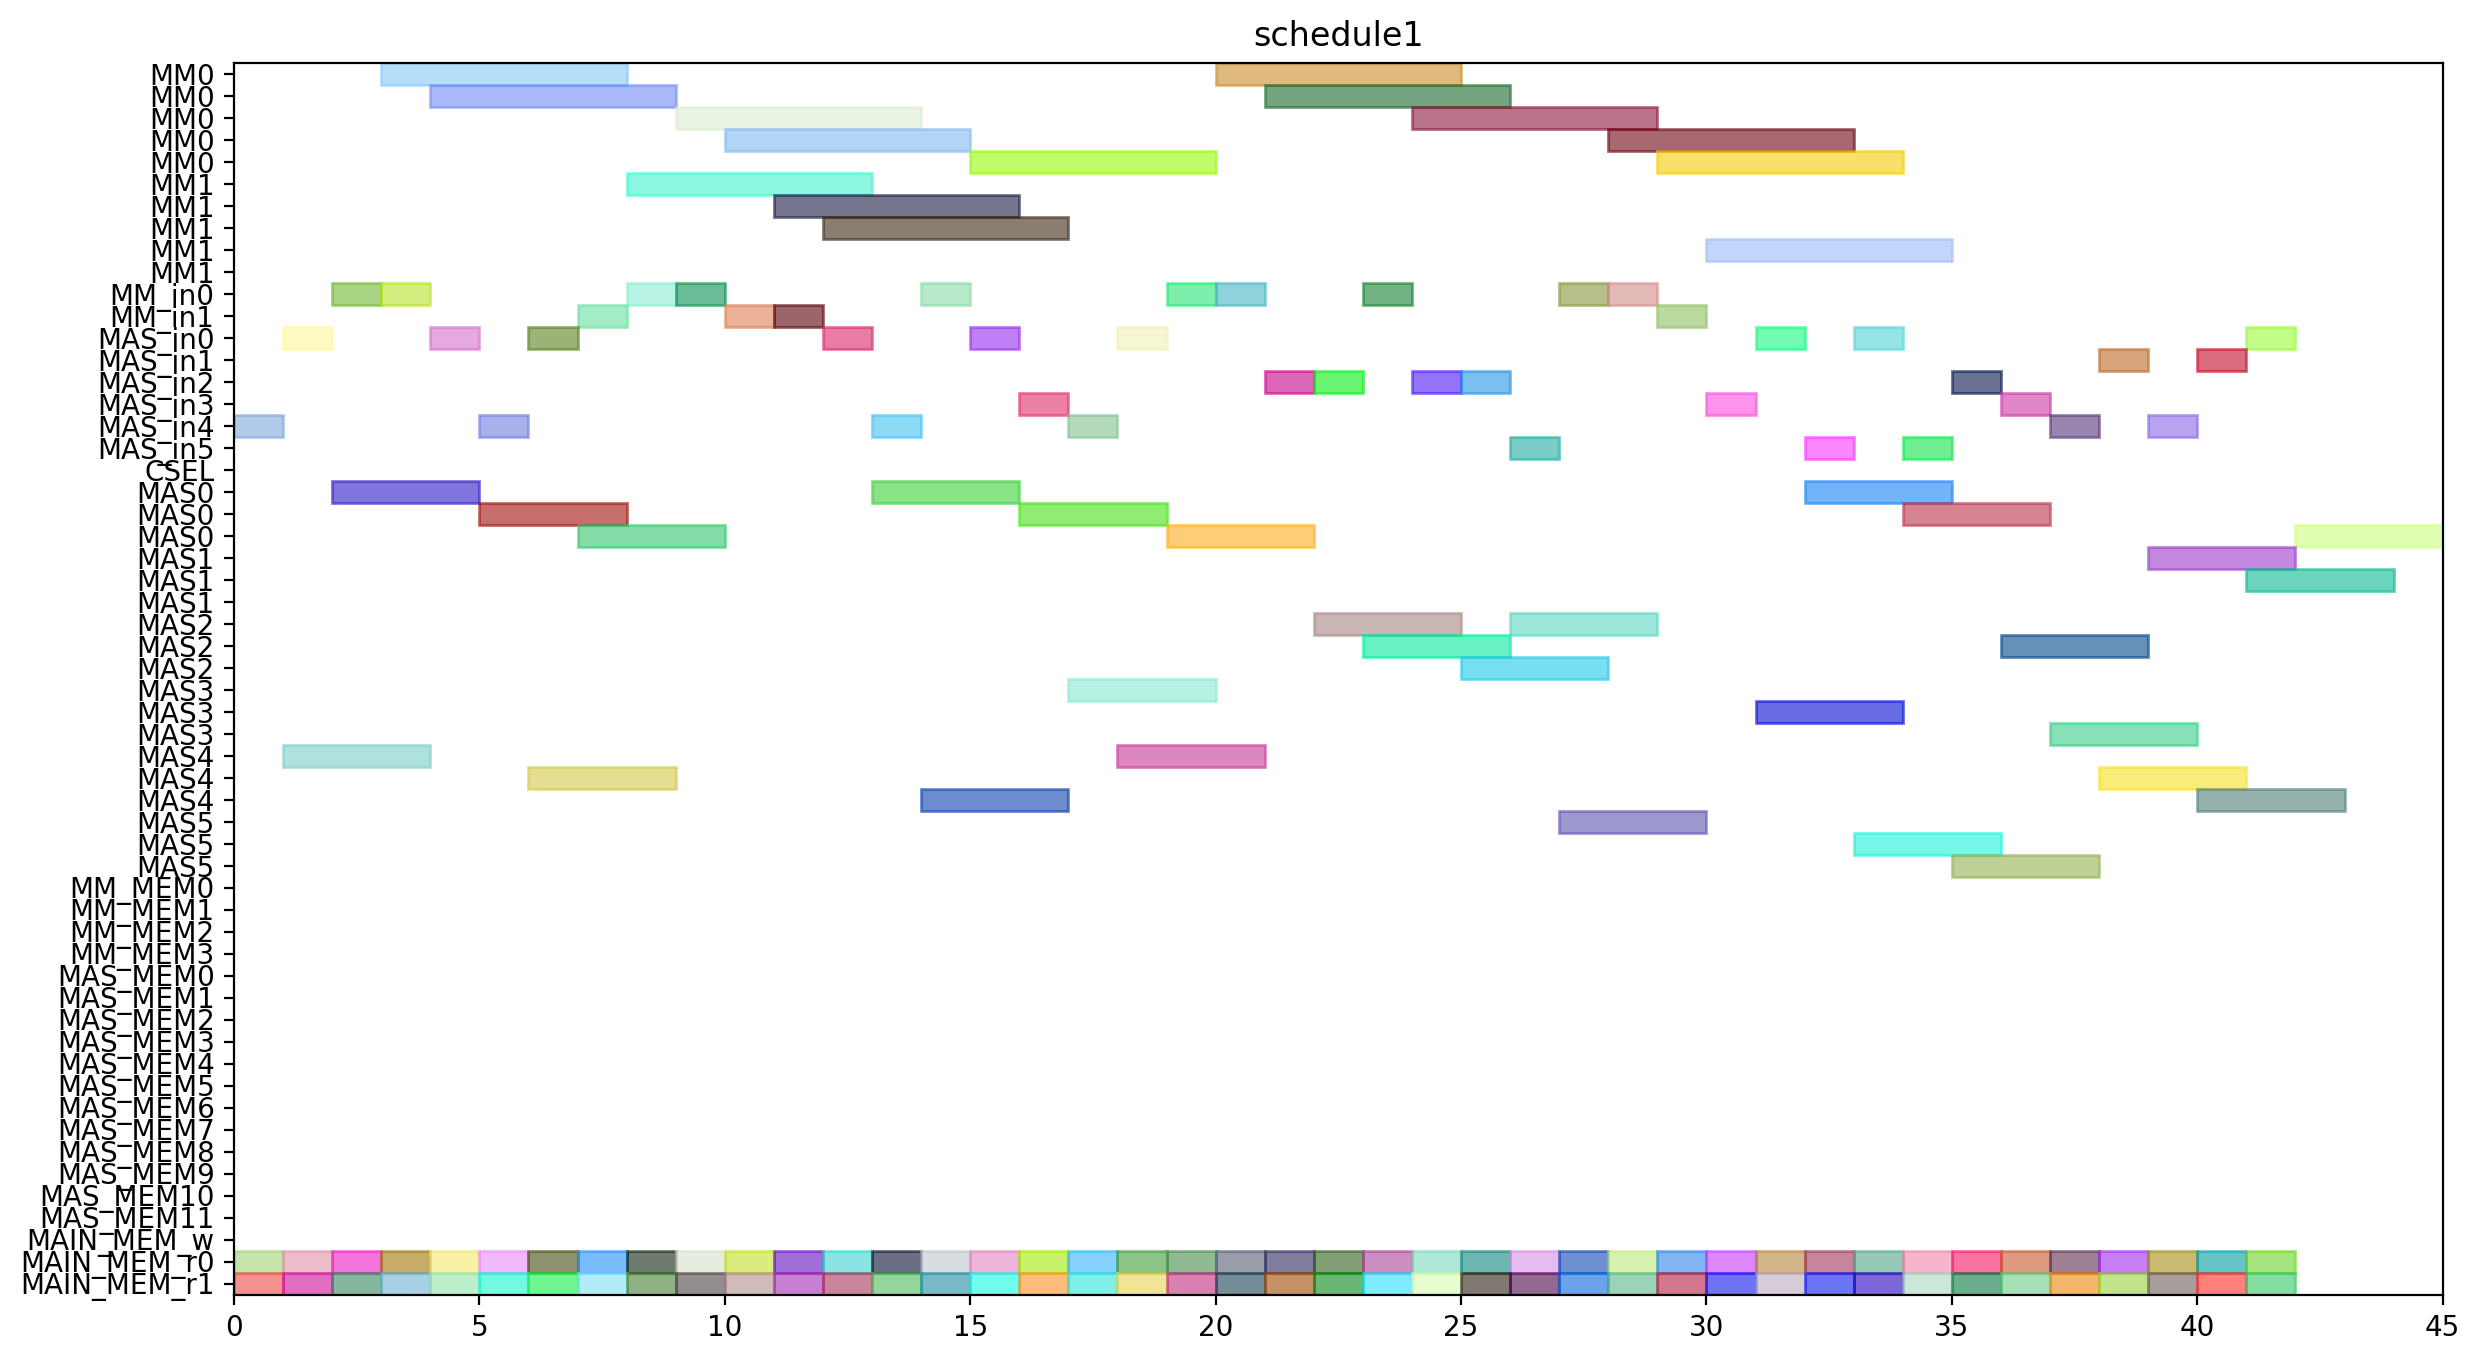 schedule1
MM0
MM0
MM0
MM0
MM0
MM1
MM1
MM1
MM1
MM1
MM_in0
MM_in1
MAS_in0
MAS_in1
MAS_in2
MAS_in3
MAS_in4
MAS_in5
CSEL
MAS0
MAS0
MAS0
MAS1
MAS1
MAS1
MAS2
MAS2
MAS2
MAS3
MAS3
MAS3
MAS4
MAS4
MAS4
MAS5
MAS5
MAS5
MM_MEM0
MM_MEM1
MM_MEM2
MM_MEM3
MAS_MEM0
MAS_MEM1
MAS_MEM2
MAS_MEM3
MAS_MEM4
MAS_MEM5
MAS_MEM6
MAS_MEM7
MAS_MEM8
MAS_MEM9
MAS_MEM10
MAS_MEM11
MAIN_MEM_w
MAIN_MEM_r0
MAIN_MEM_r1
0 5 10 15 20 25 30 35 40 45